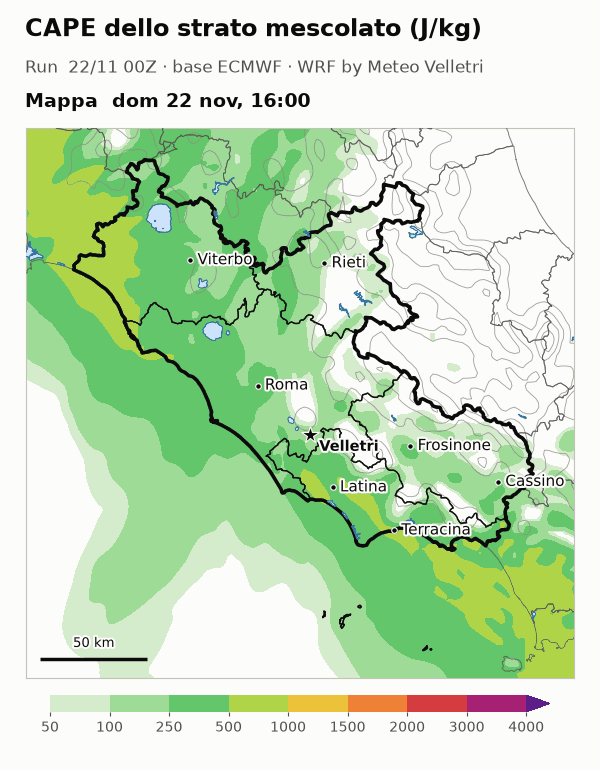 CAPE dello strato mescolato (J/kg)
Run  22/11 00Z · base ECMWF · WRF by Meteo Velletri
Mappa  dom 22 nov, 16:00
Viterbo
Rieti
Roma
Velletri
Frosinone
Cassino
Latina
Terracina
50 km
50 100 250 500 1000 1500 2000 3000 4000